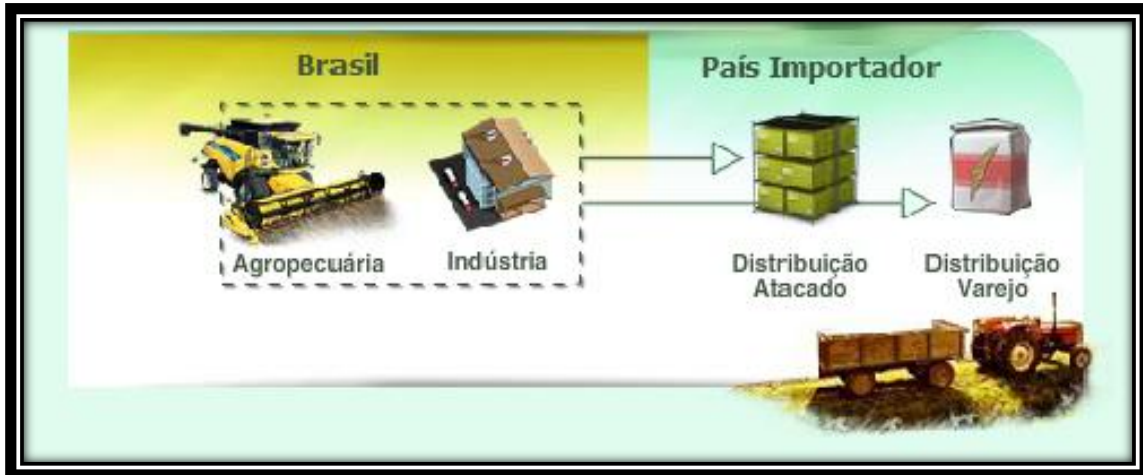 Brasil
País Importador
Agropecuária
Indústria
Distribuição
Atacado
Distribuição
Varejo